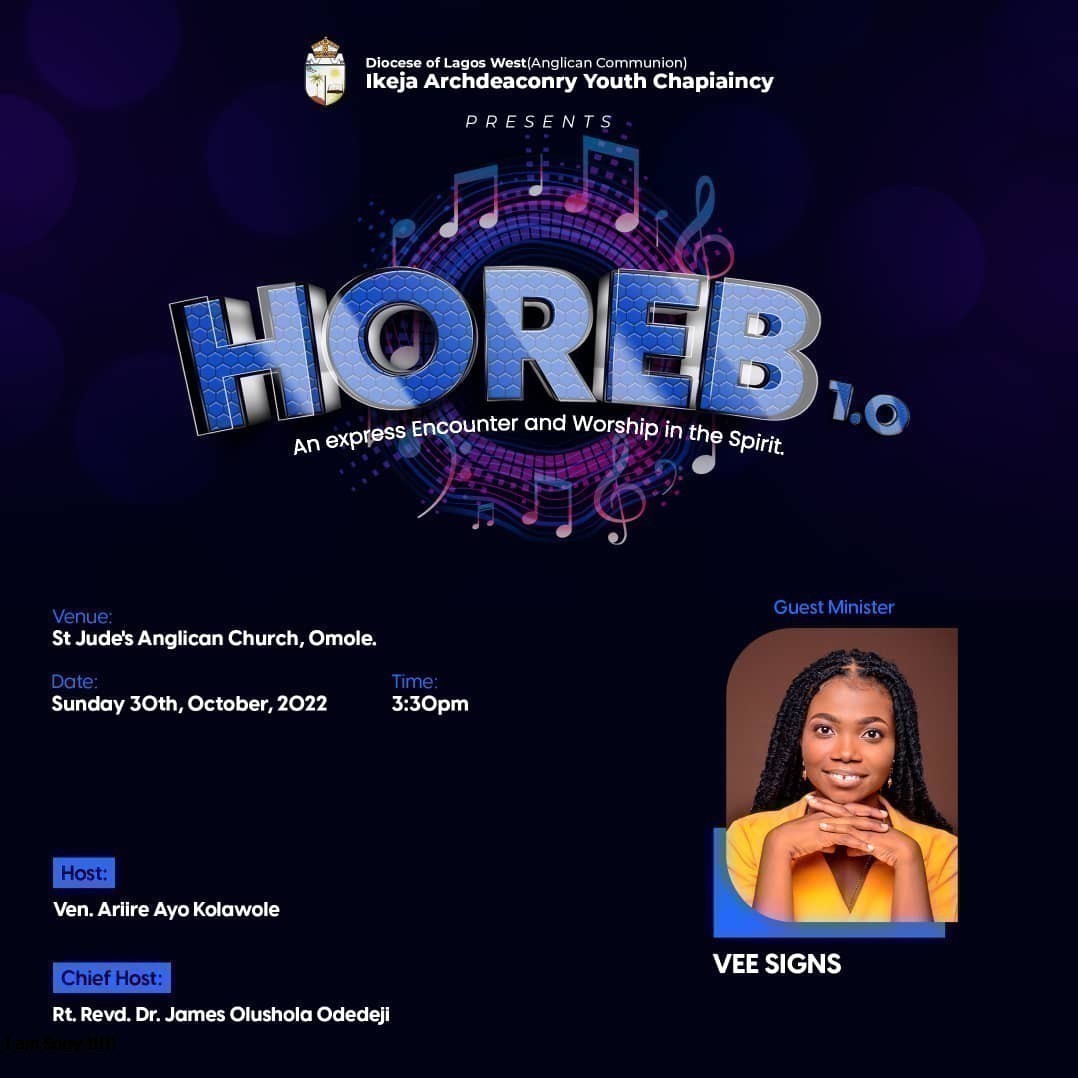 Diocese of Lagos West(Anglican Communion)
Ikeja Archdeaconry Youth Chapiaincy
PRESENTS
HOREB 1.0
An express Encounter and Worship in the Spirit.
Venue:
St Jude's Anglican Church, Omole.
Date:
Sunday 30th, October, 2022
Time:
3:30pm
Guest Minister
VEE SIGNS
Host:
Ven. Ariire Ayo Kolawole
Chief Host:
Rt. Revd. Dr. James Olushola Odedeji